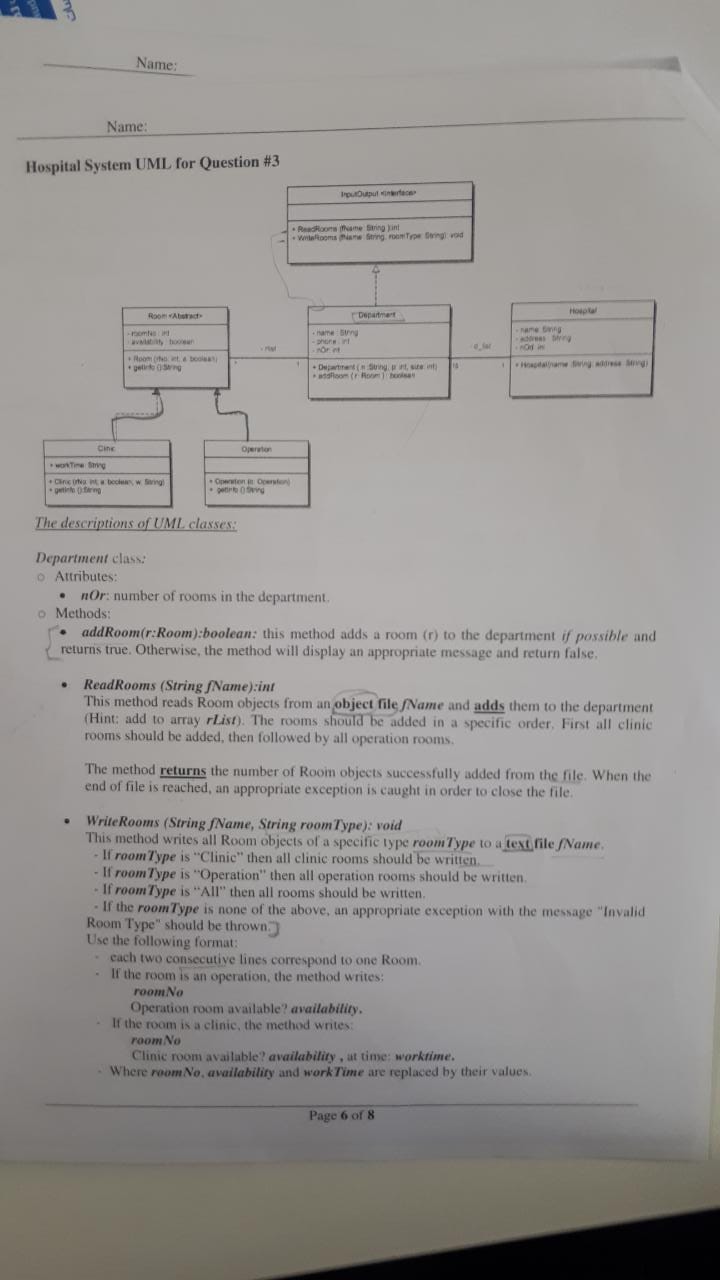 Name:
Name:
Hospital System UML for Question #3
InputOutput <interface>
+ ReadRooms (fName: String ):int
+ WriteRooms (fName: String, roomType: String): void
Room <Abstract>
- roomNo : int
- availability : boolean
+ Room (rNo: int, a: boolean)
+ getInfo ():String
Department
- name : String
- phone : int
- nOr: int
+ Department ( n :String, p :int, size: int)
+ addRoom ( r : Room ) : boolean
Hospital
- name: String
- address: String
- nOd: int
+ Hospital(name :String, address :String)
- rlist
1
- d_list
10
1
Clinic
+ workTime: String
+ Clinic (rNo: int, a: boolean, w: String)
+ getInfo ():String
Operation
+ Operation (o: Operation)
+ getInfo ():String
The descriptions of UML classes:
Department class:
o Attributes:
• nOr: number of rooms in the department.
o Methods:
• addRoom(r:Room):boolean: this method adds a room (r) to the department if possible and
returns true. Otherwise, the method will display an appropriate message and return false.
• ReadRooms (String fName):int
This method reads Room objects from an object file fName and adds them to the department
(Hint: add to array rList). The rooms should be added in a specific order. First all clinic
rooms should be added, then followed by all operation rooms.
The method returns the number of Room objects successfully added from the file. When the
end of file is reached, an appropriate exception is caught in order to close the file.
• WriteRooms (String fName, String roomType): void
This method writes all Room objects of a specific type roomType to a text file fName.
- If roomType is "Clinic" then all clinic rooms should be written.
- If roomType is "Operation" then all operation rooms should be written.
- If roomType is "All" then all rooms should be written.
- If the roomType is none of the above, an appropriate exception with the message "Invalid
Room Type" should be thrown.
Use the following format:
- each two consecutive lines correspond to one Room.
- If the room is an operation, the method writes:
roomNo
Operation room available? availability.
- If the room is a clinic, the method writes:
roomNo
Clinic room available? availability , at time: worktime.
- Where roomNo, availability and workTime are replaced by their values.
Page 6 of 8